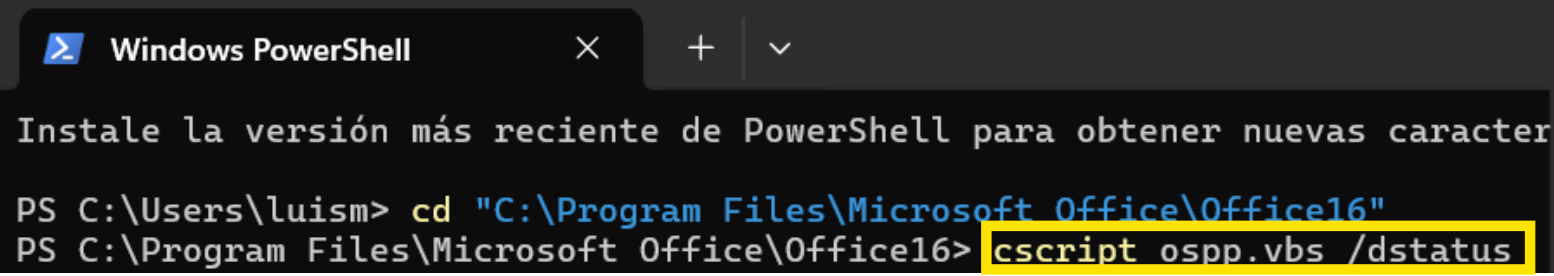 Windows PowerShell
Instale la versión más reciente de PowerShell para obtener nuevas caracter
PS C:\Users\luism> cd "C:\Program Files\Microsoft Office\Office16"
PS C:\Program Files\Microsoft Office\Office16> cscript ospp.vbs /dstatus